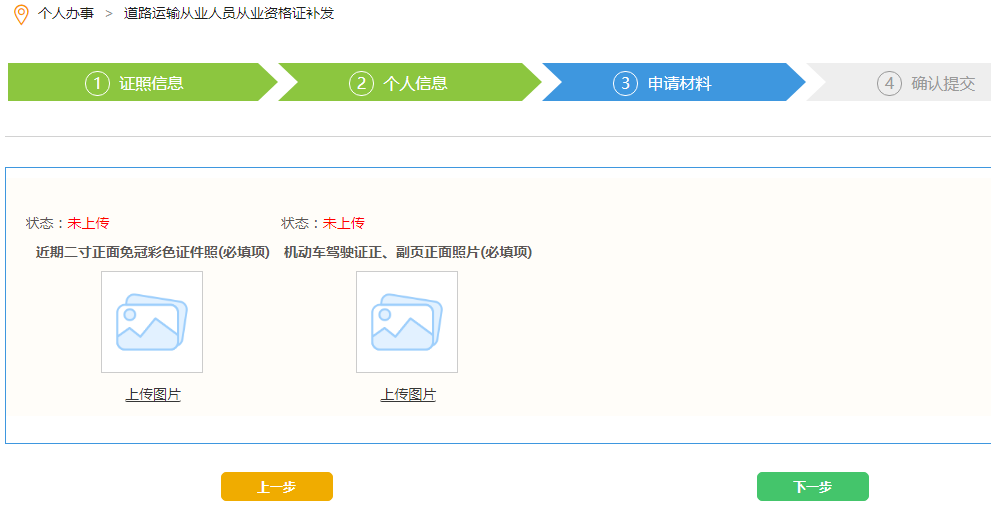 个人办事 > 道路运输从业人员从业资格证补发
1 证照信息 2 个人信息 3 申请材料 4 确认提交
状态：未上传 状态：未上传
近期二寸正面免冠彩色证件照(必填项) 机动车驾驶证正、副页正面照片(必填项)
上传图片 上传图片
上一步 下一步